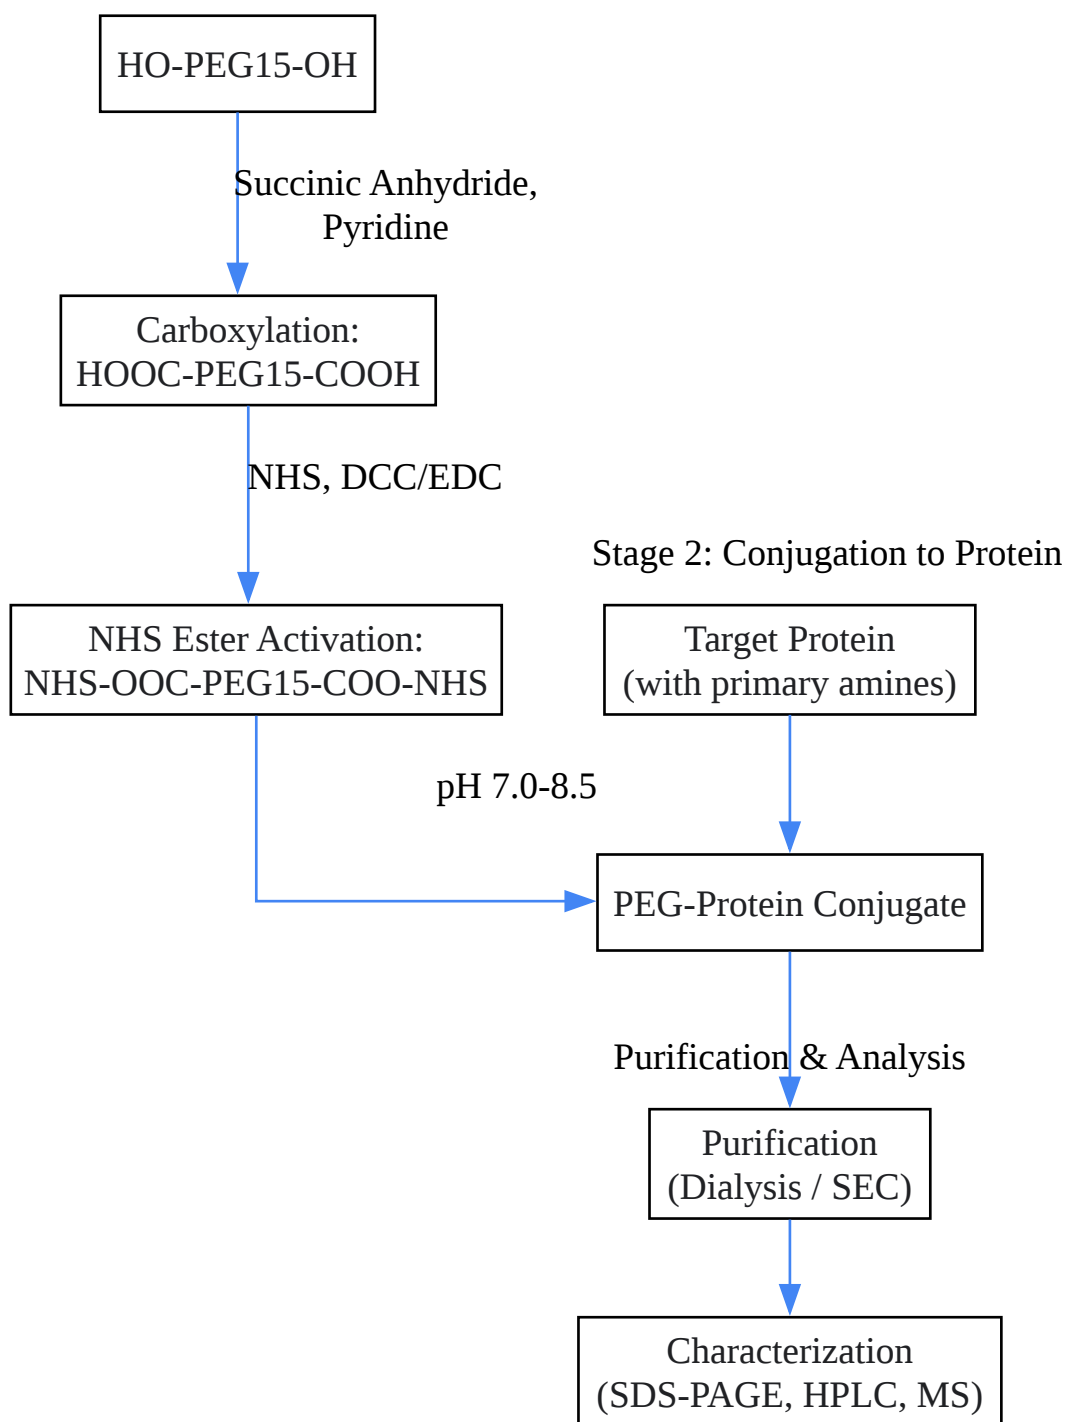 HO-PEG15-OH
Succinic Anhydride,
Pyridine
Carboxylation:
HOOC-PEG15-COOH
NHS, DCC/EDC
Stage 2: Conjugation to Protein
NHS Ester Activation:
NHS-OOC-PEG15-COO-NHS
Target Protein
(with primary amines)
pH 7.0-8.5
PEG-Protein Conjugate
Purification & Analysis
Purification
(Dialysis / SEC)
Characterization
(SDS-PAGE, HPLC, MS)